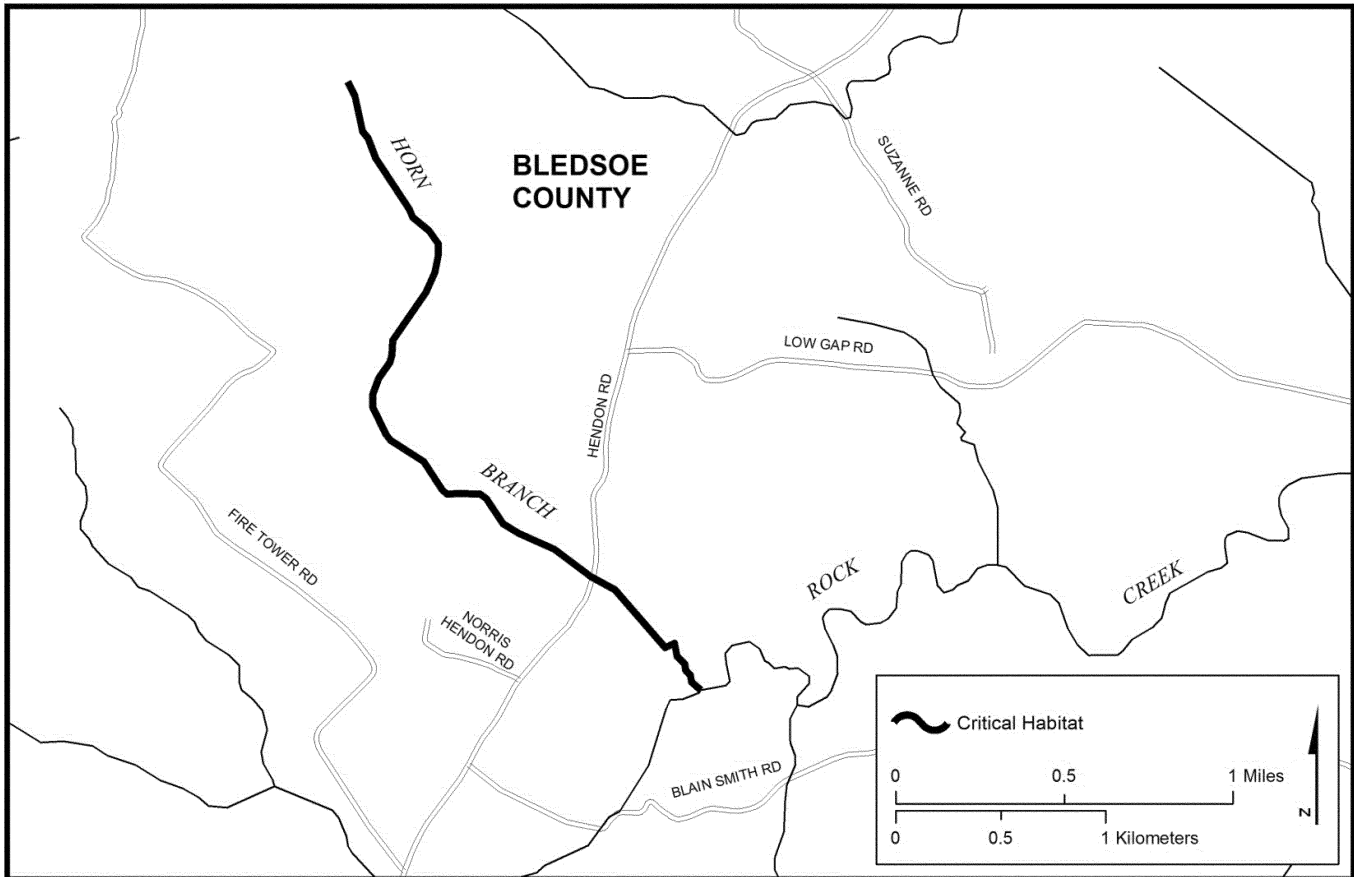 HORN
BLEDSOE
COUNTY
SUZANNE RD
LOW GAP RD
HENDON RD
BRANCH
FIRE TOWER RD
ROCK
CREEK
NORRIS
HENDON RD
BLAIN SMITH RD
Critical Habitat
0 0.5 1 Miles
0 0.5 1 Kilometers
N